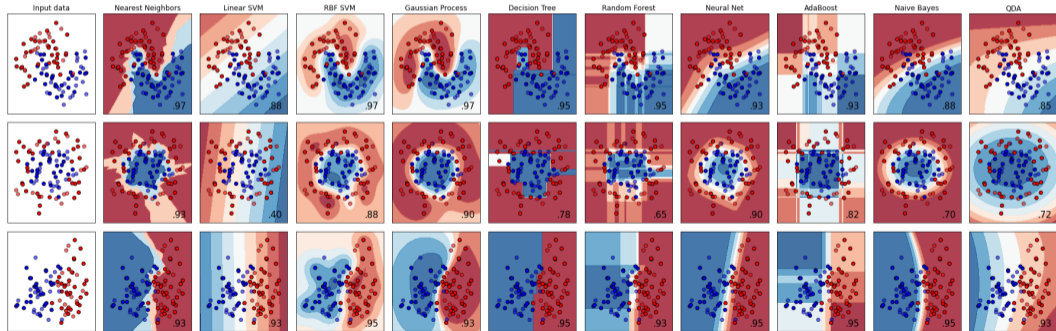 Input data Nearest Neighbors Linear SVM RBF SVM Gaussian Process Decision Tree Random Forest Neural Net AdaBoost Naive Bayes QDA
.97 .88 .97 .97 .95 .95 .93 .93 .88 .85
.93 .40 .88 .90 .78 .65 .90 .82 .70 .72
.93 .93 .95 .93 .95 .95 .95 .95 .95 .93